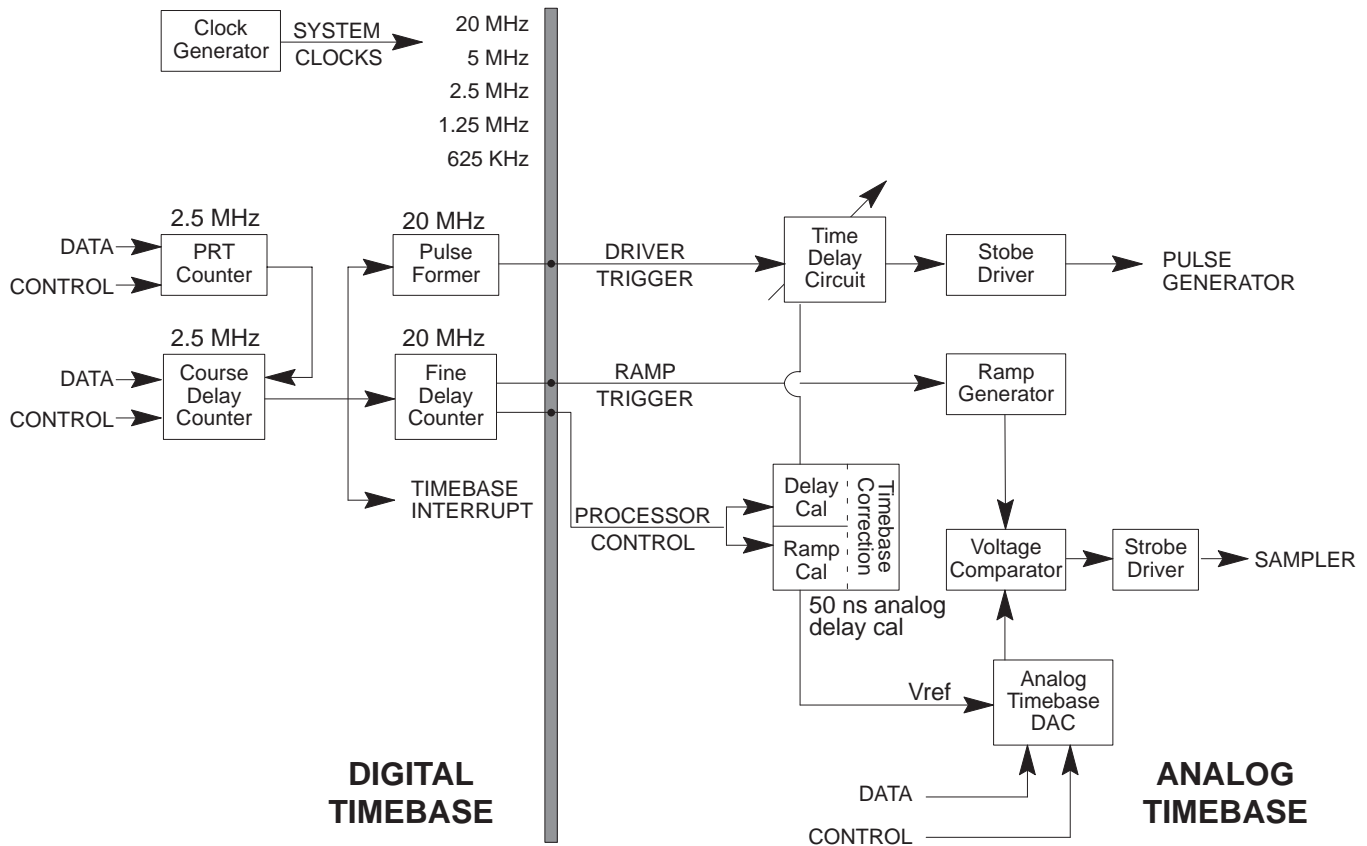 Clock
Generator
SYSTEM
CLOCKS
20 MHz
5 MHz
2.5 MHz
1.25 MHz
625 KHz
2.5 MHz
DATA
CONTROL
PRT
Counter
20 MHz
Pulse
Former
DRIVER
TRIGGER
Time
Delay
Circuit
Stobe
Driver
PULSE
GENERATOR
2.5 MHz
DATA
CONTROL
Course
Delay
Counter
20 MHz
Fine
Delay
Counter
RAMP
TRIGGER
Ramp
Generator
TIMEBASE
INTERRUPT
PROCESSOR
CONTROL
Delay
Cal
Ramp
Cal
Timebase
Correction
50 ns analog
delay cal
Voltage
Comparator
Strobe
Driver
SAMPLER
Vref
Analog
Timebase
DAC
DATA
CONTROL
DIGITAL
TIMEBASE
ANALOG
TIMEBASE